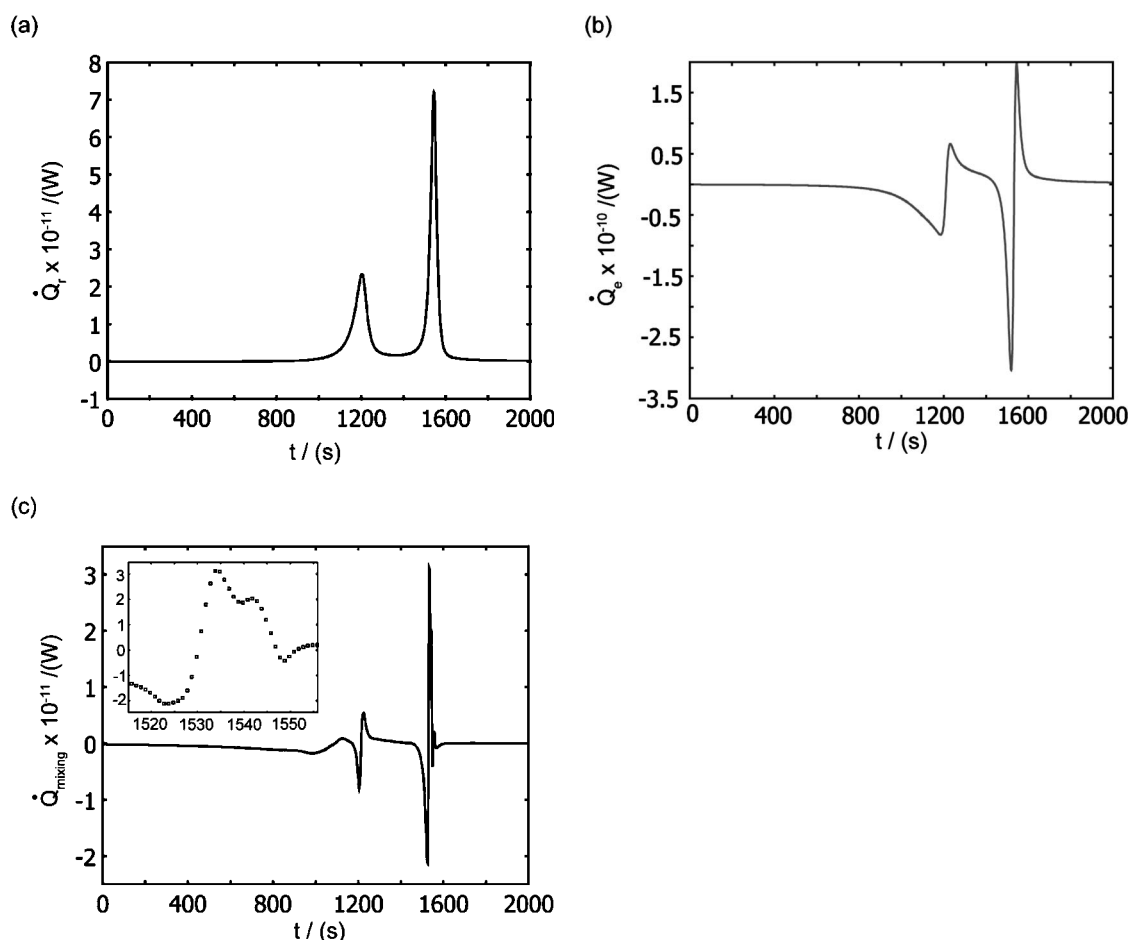 (a)
8
7
6
5
4
3
2
1
0
-1
Q̇r x 10⁻¹¹ /(W)
0 400 800 1200 1600 2000
t / (s)
(b)
1.5
0.5
-0.5
-1.5
-2.5
-3.5
Q̇e x 10⁻¹⁰ /(W)
0 400 800 1200 1600 2000
t / (s)
(c)
3
2
1
0
-1
-2
Q̇mixing x 10⁻¹¹ /(W)
3
2
1
0
-1
-2
1520 1530 1540 1550
0 400 800 1200 1600 2000
t / (s)